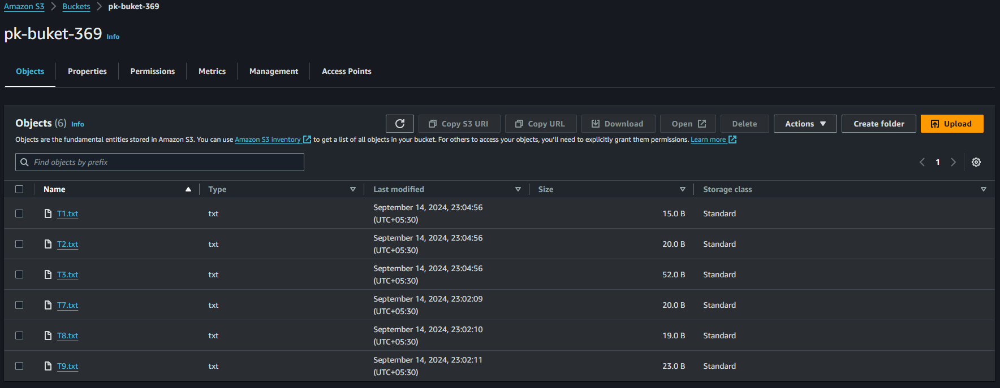 Amazon S3 > Buckets > pk-buket-369
pk-buket-369 Info
Objects Properties Permissions Metrics Management Access Points
Objects (6) Info
Copy S3 URI Copy URL Download Open Delete Actions Create folder Upload
Objects are the fundamental entities stored in Amazon S3. You can use Amazon S3 inventory to get a list of all objects in your bucket. For others to access your objects, you'll need to explicitly grant them permissions. Learn more
Find objects by prefix
< 1 >
Name Type Last modified Size Storage class
T1.txt txt September 14, 2024, 23:04:56 (UTC+05:30) 15.0 B Standard
T2.txt txt September 14, 2024, 23:04:56 (UTC+05:30) 20.0 B Standard
T3.txt txt September 14, 2024, 23:04:56 (UTC+05:30) 52.0 B Standard
T7.txt txt September 14, 2024, 23:02:09 (UTC+05:30) 20.0 B Standard
T8.txt txt September 14, 2024, 23:02:10 (UTC+05:30) 19.0 B Standard
T9.txt txt September 14, 2024, 23:02:11 (UTC+05:30) 23.0 B Standard